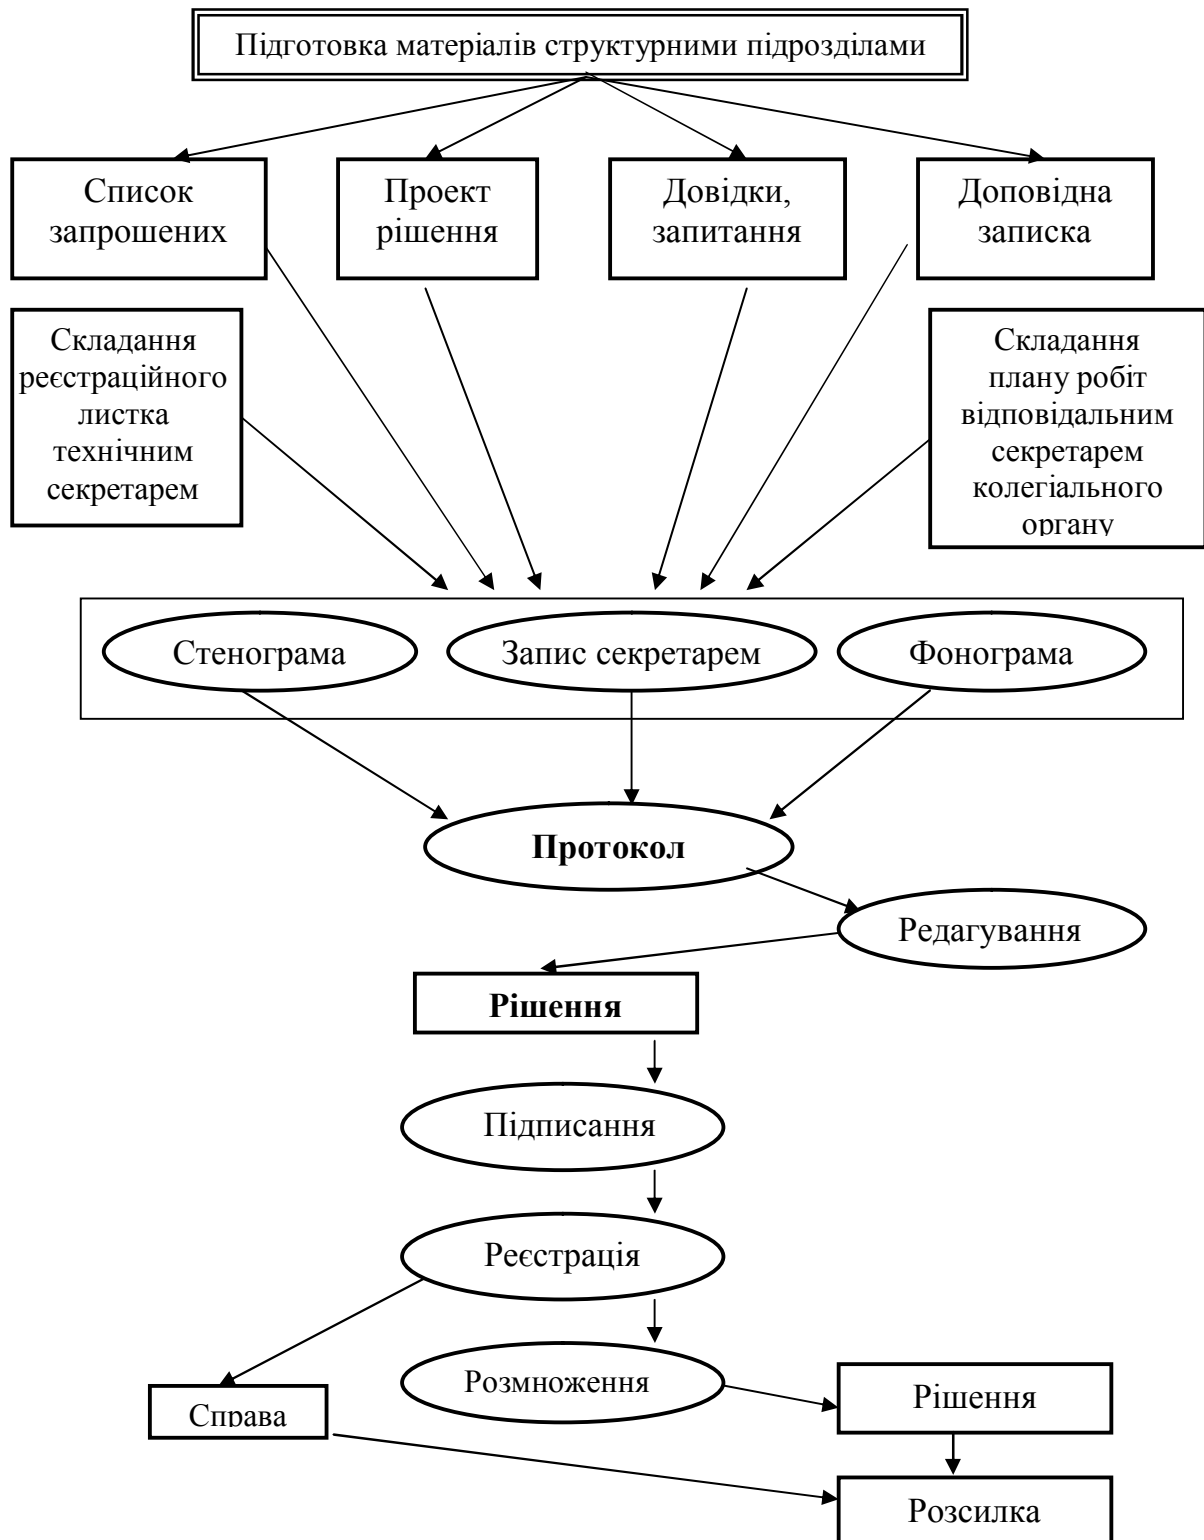 Підготовка матеріалів структурними підрозділами
Список
запрошених
Проект
рішення
Довідки,
запитання
Доповідна
записка
Складання
реєстраційного
листка
технічним
секретарем
Складання
плану робіт
відповідальним
секретарем
колегіального
органу
Стенограма
Запис секретарем
Фонограма
Протокол
Редагування
Рішення
Підписання
Реєстрація
Розмноження
Справа
Рішення
Розсилка